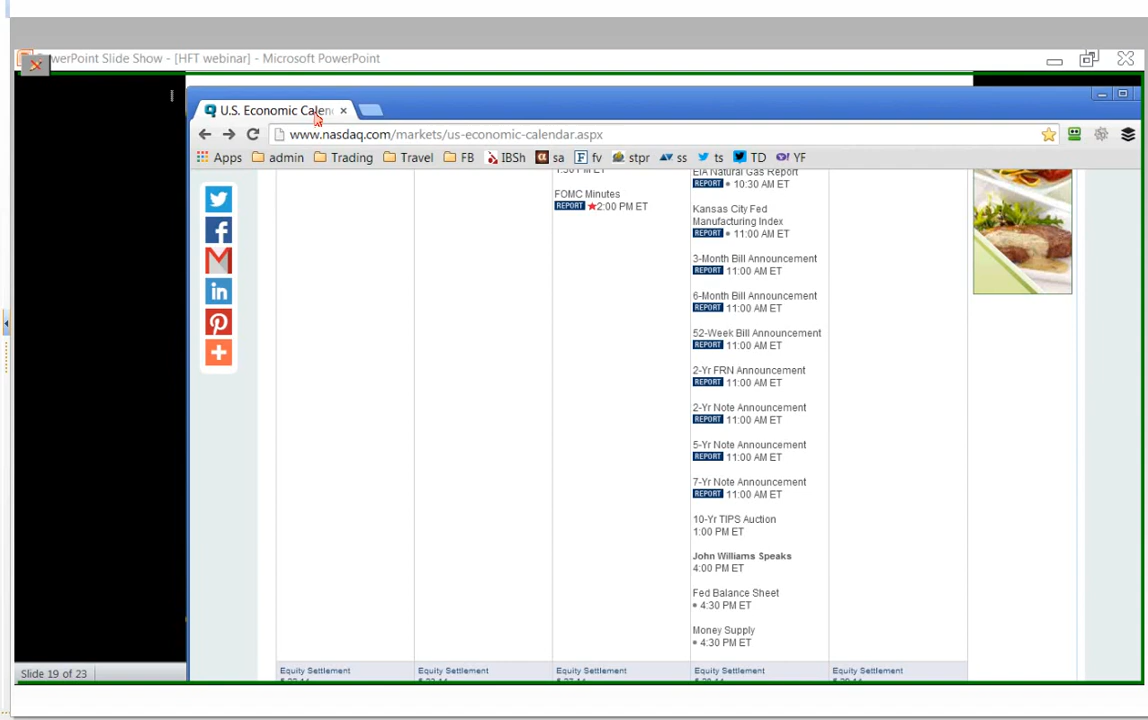 PowerPoint Slide Show - [HFT webinar] - Microsoft PowerPoint
U.S. Economic Calen
www.nasdaq.com/markets/us-economic-calendar.aspx
Apps admin Trading Travel FB IBSh sa fv stpr ss ts TD YF
1:30 PM ET
FOMC Minutes
REPORT 2:00 PM ET
EIA Natural Gas Report
REPORT 10:30 AM ET
Kansas City Fed
Manufacturing Index
REPORT 11:00 AM ET
3-Month Bill Announcement
REPORT 11:00 AM ET
6-Month Bill Announcement
REPORT 11:00 AM ET
52-Week Bill Announcement
REPORT 11:00 AM ET
2-Yr FRN Announcement
REPORT 11:00 AM ET
2-Yr Note Announcement
REPORT 11:00 AM ET
5-Yr Note Announcement
REPORT 11:00 AM ET
7-Yr Note Announcement
REPORT 11:00 AM ET
10-Yr TIPS Auction
1:00 PM ET
John Williams Speaks
4:00 PM ET
Fed Balance Sheet
4:30 PM ET
Money Supply
4:30 PM ET
Equity Settlement Equity Settlement Equity Settlement Equity Settlement Equity Settlement
Slide 19 of 23